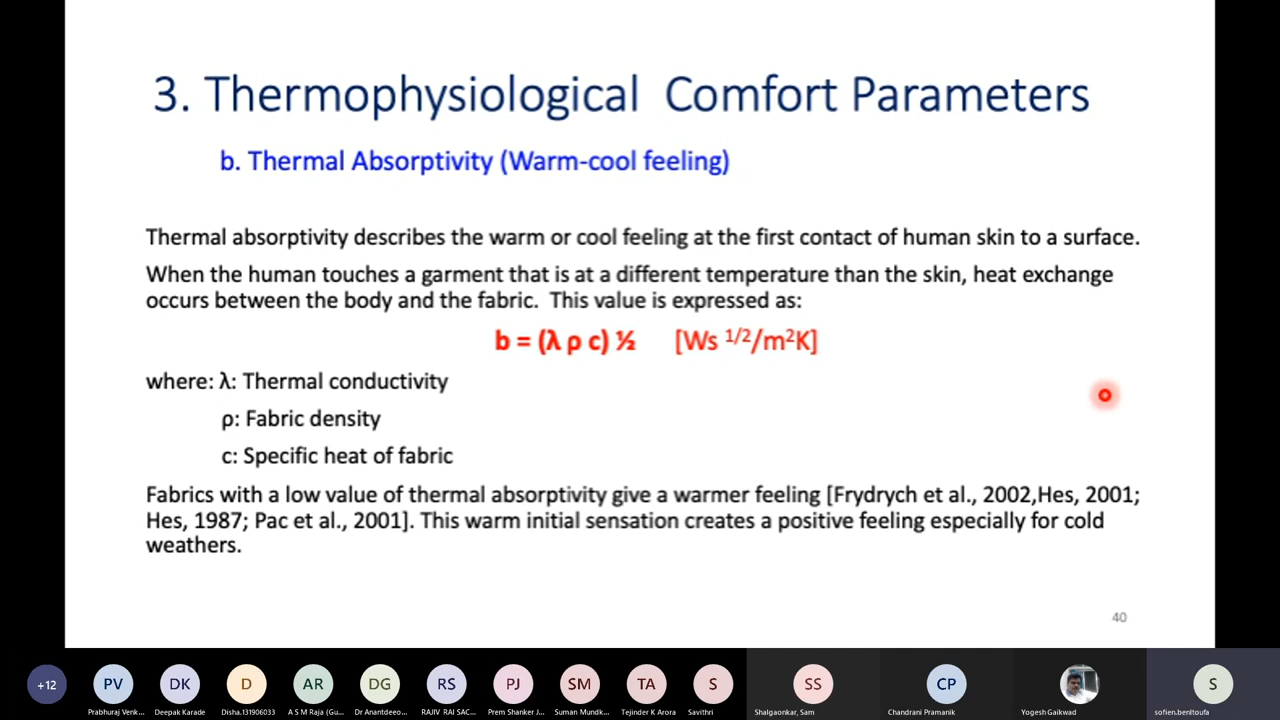 3. Thermophysiological Comfort Parameters
b. Thermal Absorptivity (Warm-cool feeling)
Thermal absorptivity describes the warm or cool feeling at the first contact of human skin to a surface.
When the human touches a garment that is at a different temperature than the skin, heat exchange
occurs between the body and the fabric. This value is expressed as:
b = (λ ρ c) ½ [Ws 1/2/m²K]
where: λ: Thermal conductivity
ρ: Fabric density
c: Specific heat of fabric
Fabrics with a low value of thermal absorptivity give a warmer feeling [Frydrych et al., 2002,Hes, 2001;
Hes, 1987; Pac et al., 2001]. This warm initial sensation creates a positive feeling especially for cold
weathers.
40
+12 PV DK D AR DG RS PJ SM TA S SS CP S
Prabhuraj Venk... Deepak Karade Disha.131906033 A S M Raja (Gu... Dr Anantdeeo... RAJIV RAI SAC... Prem Shanker J... Suman Mundk... Tejinder K Arora Savithri Shalgaonkar, Sam Chandrani Pramanik Yogesh Gaikwad sofien.benltoufa